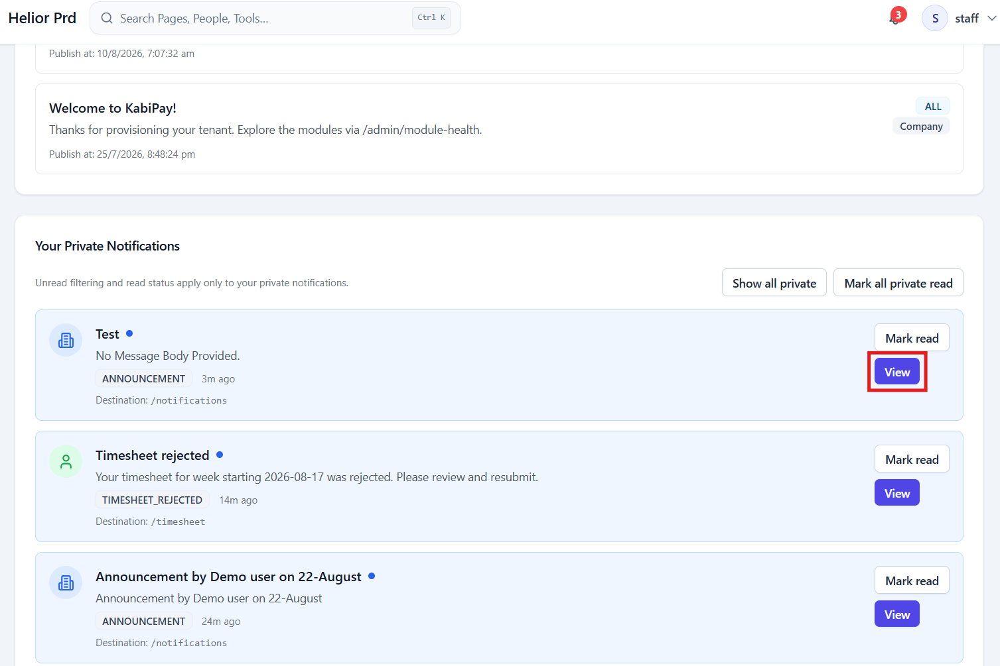 Helior Prd
Search Pages, People, Tools...
Ctrl K
3
S
staff
Publish at: 10/8/2026, 7:07:32 am
Welcome to KabiPay!
ALL
Thanks for provisioning your tenant. Explore the modules via /admin/module-health.
Company
Publish at: 25/7/2026, 8:48:24 pm
Your Private Notifications
Unread filtering and read status apply only to your private notifications.
Show all private
Mark all private read
Test
Mark read
No Message Body Provided.
View
ANNOUNCEMENT 3m ago
Destination: /notifications
Timesheet rejected
Mark read
Your timesheet for week starting 2026-08-17 was rejected. Please review and resubmit.
View
TIMESHEET_REJECTED 14m ago
Destination: /timesheet
Announcement by Demo user on 22-August
Mark read
Announcement by Demo user on 22-August
View
ANNOUNCEMENT 24m ago
Destination: /notifications